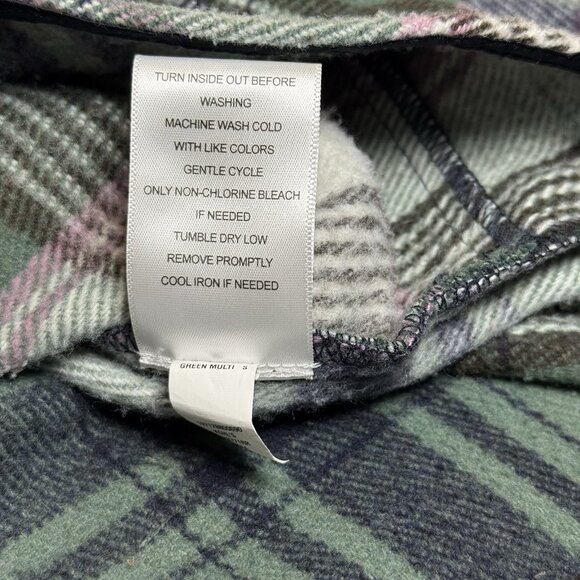 TURN INSIDE OUT BEFORE
WASHING
MACHINE WASH COLD
WITH LIKE COLORS
GENTLE CYCLE
ONLY NON-CHLORINE BLEACH
IF NEEDED
TUMBLE DRY LOW
REMOVE PROMPTLY
COOL IRON IF NEEDED
GREEN MULTI S